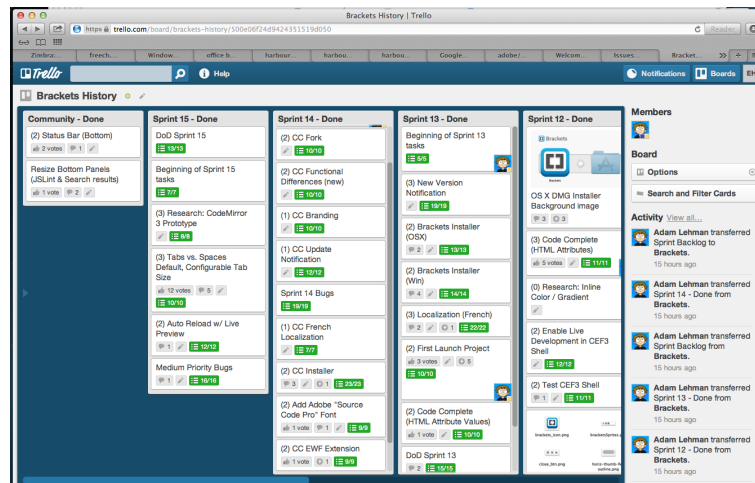 Brackets History | Trello
https trello.com/board/brackets-history/500e06f24d9424351519d050
Reader
Zimbra...
freech...
Window...
office b...
harbour...
harbou...
harbou...
Google...
adobe/...
Welcom...
Issues...
Bracket...
Trello
Help
Notifications
Boards
EH
Brackets History
Community - Done
(2) Status Bar (Bottom)
2 votes 1
Resize Bottom Panels
(JSLint & Search results)
1 vote 2
Sprint 15 - Done
DoD Sprint 15
13/13
Beginning of Sprint 15
tasks
7/7
(3) Research: CodeMirror
3 Prototype
8/8
(3) Tabs vs. Spaces
Default, Configurable Tab
Size
12 votes 5
10/10
(2) Auto Reload w/ Live
Preview
1 12/12
Medium Priority Bugs
1 16/16
Sprint 14 - Done
(2) CC Fork
10/10
(2) CC Functional
Differences (new)
10/10
(1) CC Branding
10/10
(1) CC Update
Notification
12/12
Sprint 14 Bugs
19/19
(1) CC French
Localization
7/7
(2) CC Installer
3 1 23/23
(2) Add Adobe "Source
Code Pro" Font
1 vote 1 9/9
(2) CC EWF Extension
1 vote 1 9/9
Sprint 13 - Done
Beginning of Sprint 13
tasks
5/5
(3) New Version
Notification
19/19
(2) Brackets Installer
(OSX)
2 13/13
(2) Brackets Installer
(Win)
4 14/14
(3) Localization (French)
2 1 22/22
(2) First Launch Project
3 votes 5
10/10
(2) Code Complete
(HTML Attribute Values)
1 vote 10/10
DoD Sprint 13
2 15/15
Sprint 12 - Done
Brackets
Brackets
OS X DMG Installer
Background image
3 3
(3) Code Complete
(HTML Attributes)
5 votes 11/11
(0) Research: Inline
Color / Gradient
(2) Enable Live
Development in CEF3
Shell
12/12
(2) Test CEF3 Shell
1 11/11
brackets_icon.png
close_btn.png
Members
Board
Options
Search and Filter Cards
Activity View all...
Adam Lehman transferred
Sprint Backlog to
Brackets.
15 hours ago
Adam Lehman transferred
Sprint 14 - Done from
Brackets.
15 hours ago
Adam Lehman transferred
Sprint Backlog from
Brackets.
15 hours ago
Adam Lehman transferred
Sprint 13 - Done from
Brackets.
15 hours ago
Adam Lehman transferred
Sprint 12 - Done from
Brackets.
15 hours ago